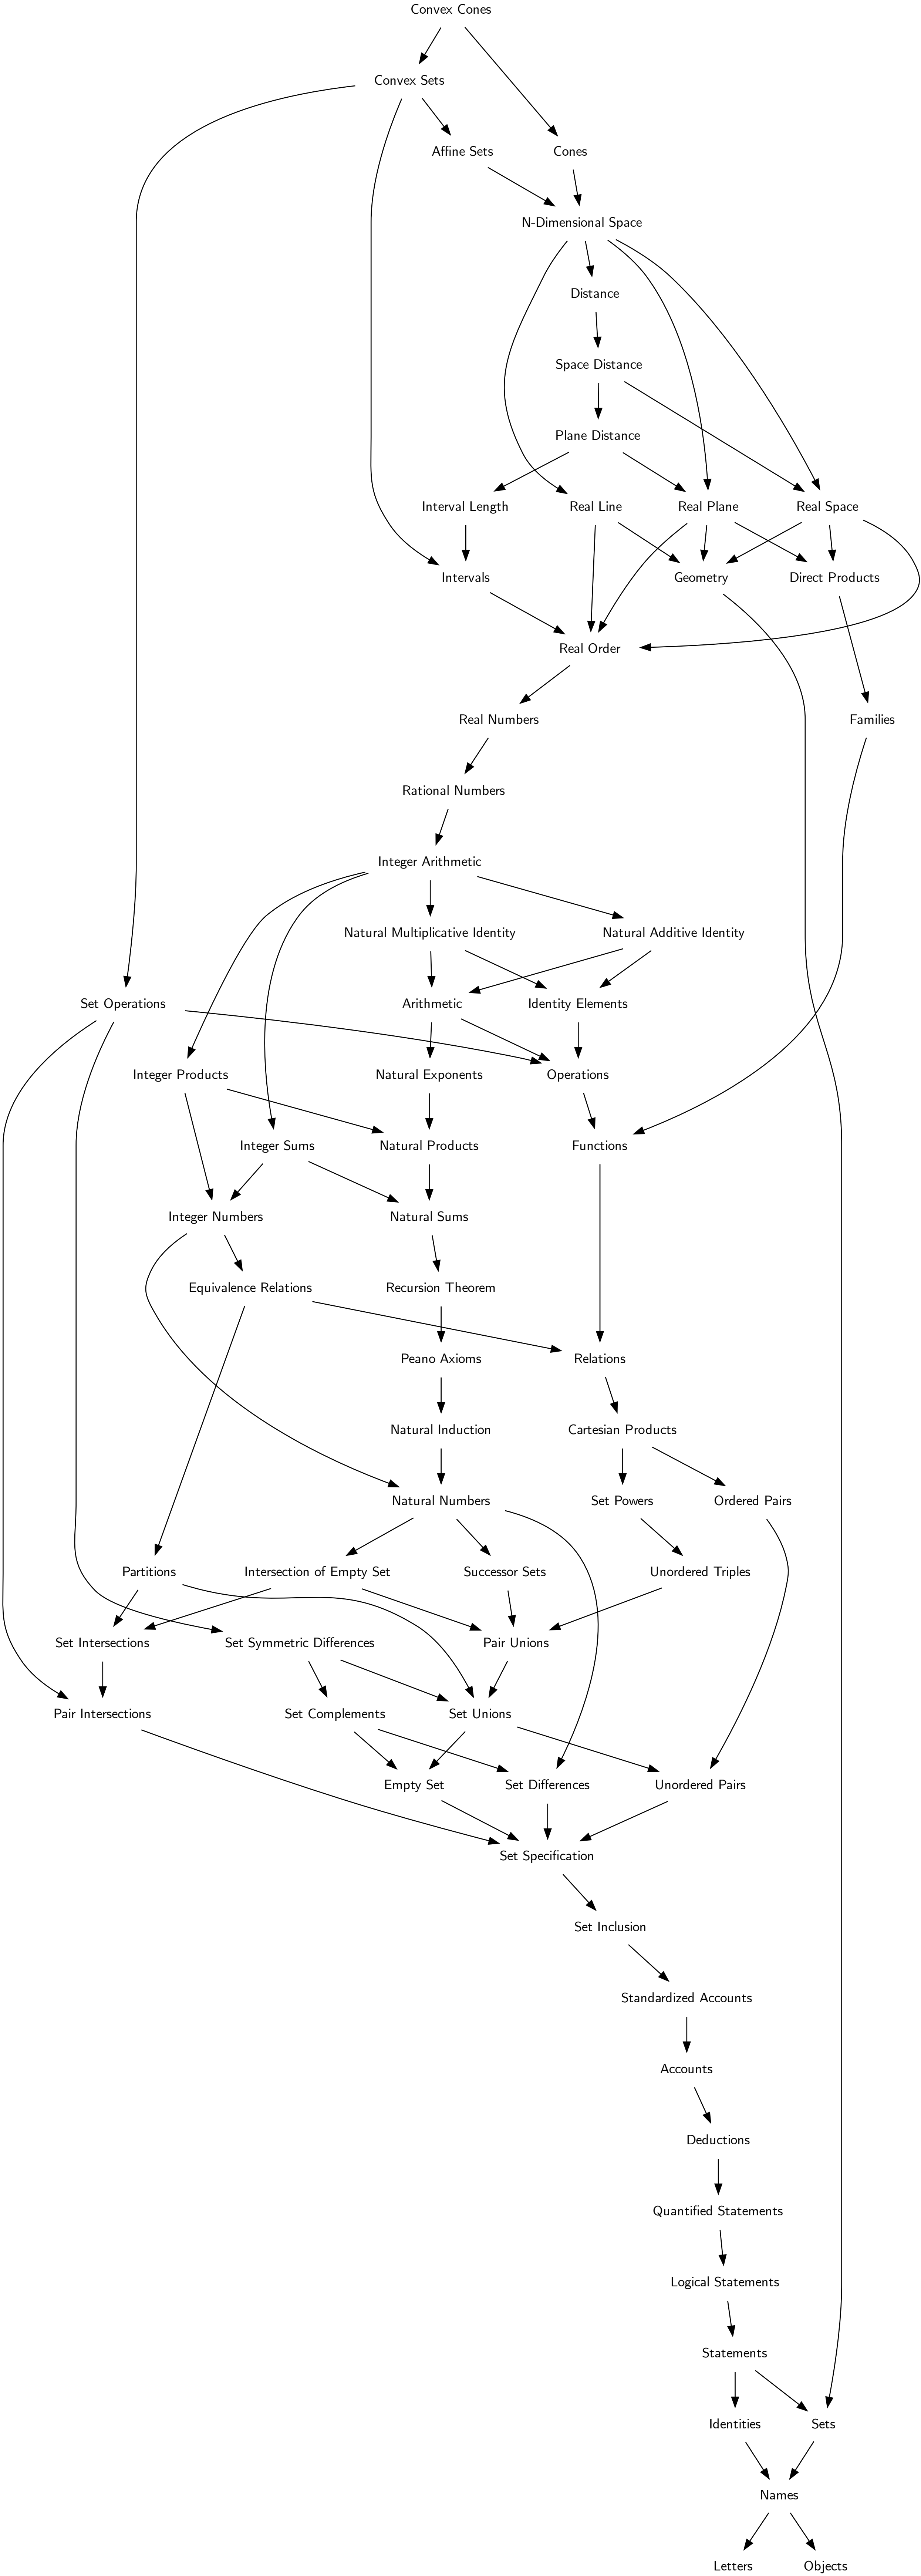 Convex Cones
Convex Sets
Affine Sets
Cones
N-Dimensional Space
Distance
Space Distance
Plane Distance
Interval Length
Real Line
Real Plane
Real Space
Intervals
Geometry
Direct Products
Real Order
Real Numbers
Families
Rational Numbers
Integer Arithmetic
Natural Multiplicative Identity
Natural Additive Identity
Set Operations
Arithmetic
Identity Elements
Integer Products
Natural Exponents
Operations
Integer Sums
Natural Products
Functions
Integer Numbers
Natural Sums
Equivalence Relations
Recursion Theorem
Peano Axioms
Relations
Natural Induction
Cartesian Products
Natural Numbers
Set Powers
Ordered Pairs
Partitions
Intersection of Empty Set
Successor Sets
Unordered Triples
Set Intersections
Set Symmetric Differences
Pair Unions
Pair Intersections
Set Complements
Set Unions
Empty Set
Set Differences
Unordered Pairs
Set Specification
Set Inclusion
Standardized Accounts
Accounts
Deductions
Quantified Statements
Logical Statements
Statements
Identities
Sets
Names
Letters
Objects